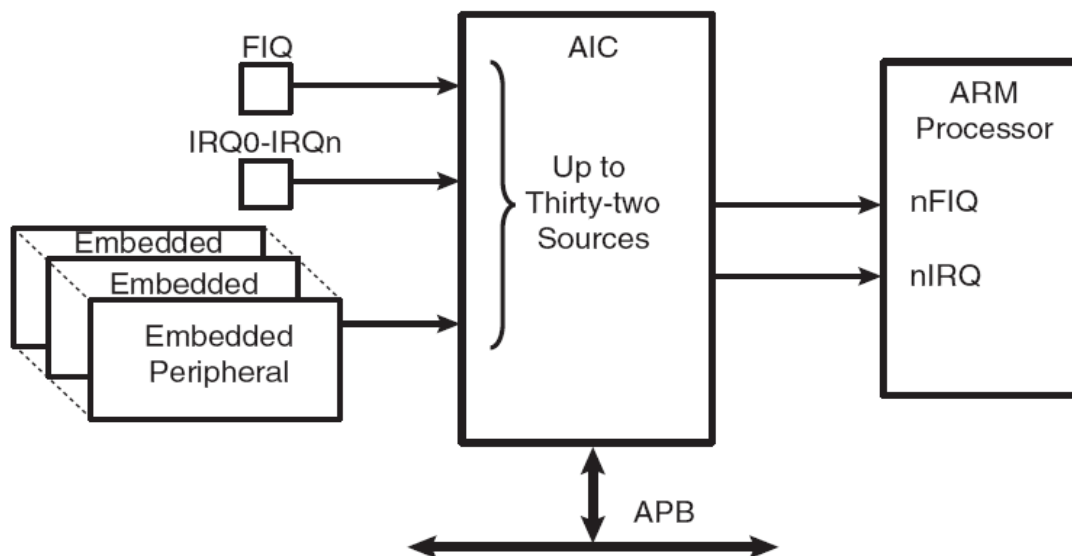 FIQ
IRQ0-IRQn
Embedded
Embedded
Embedded
Peripheral
AIC
Up to
Thirty-two
Sources
ARM
Processor
nFIQ
nIRQ
APB